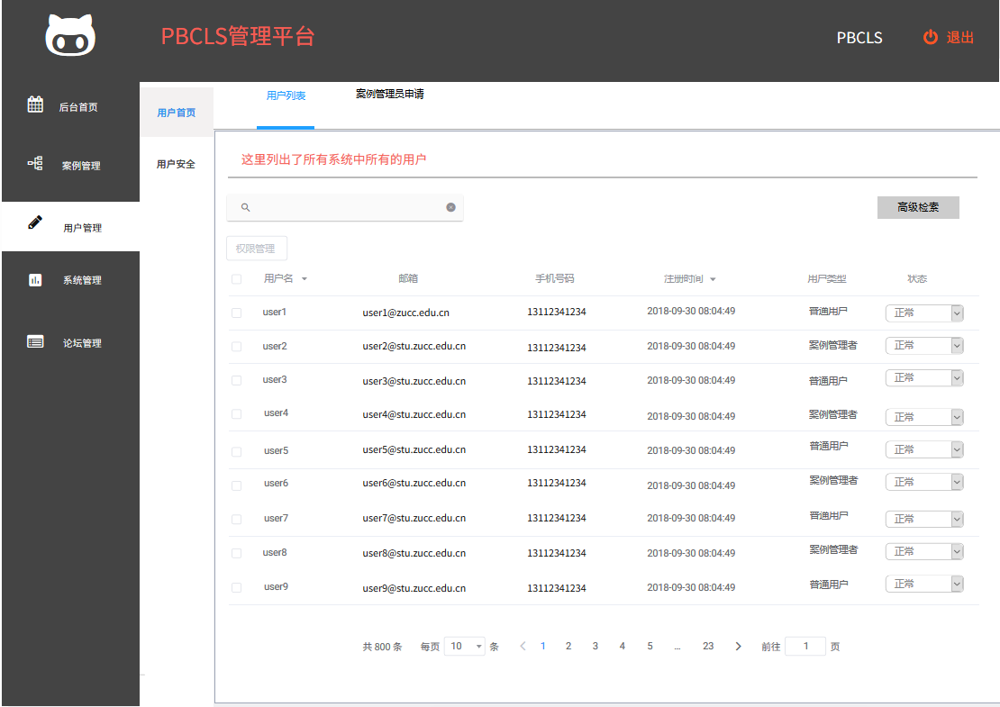 PBCLS管理平台
PBCLS 退出
后台首页
案例管理
用户管理
系统管理
论坛管理
用户首页
用户安全
用户列表 案例管理员申请
这里列出了所有系统中所有的用户
高级检索
权限管理
用户名 邮箱 手机号码 注册时间 用户类型 状态
user1 user1@zucc.edu.cn 13112341234 2018-09-30 08:04:49 普通用户 正常
user2 user2@stu.zucc.edu.cn 13112341234 2018-09-30 08:04:49 案例管理者 正常
user3 user3@stu.zucc.edu.cn 13112341234 2018-09-30 08:04:49 普通用户 正常
user4 user4@stu.zucc.edu.cn 13112341234 2018-09-30 08:04:49 案例管理者 正常
user5 user5@stu.zucc.edu.cn 13112341234 2018-09-30 08:04:49 普通用户 正常
user6 user6@stu.zucc.edu.cn 13112341234 2018-09-30 08:04:49 案例管理者 正常
user7 user7@stu.zucc.edu.cn 13112341234 2018-09-30 08:04:49 普通用户 正常
user8 user8@stu.zucc.edu.cn 13112341234 2018-09-30 08:04:49 案例管理者 正常
user9 user9@stu.zucc.edu.cn 13112341234 2018-09-30 08:04:49 普通用户 正常
共 800 条 每页 10 条 1 2 3 4 5 ... 23 前往 1 页